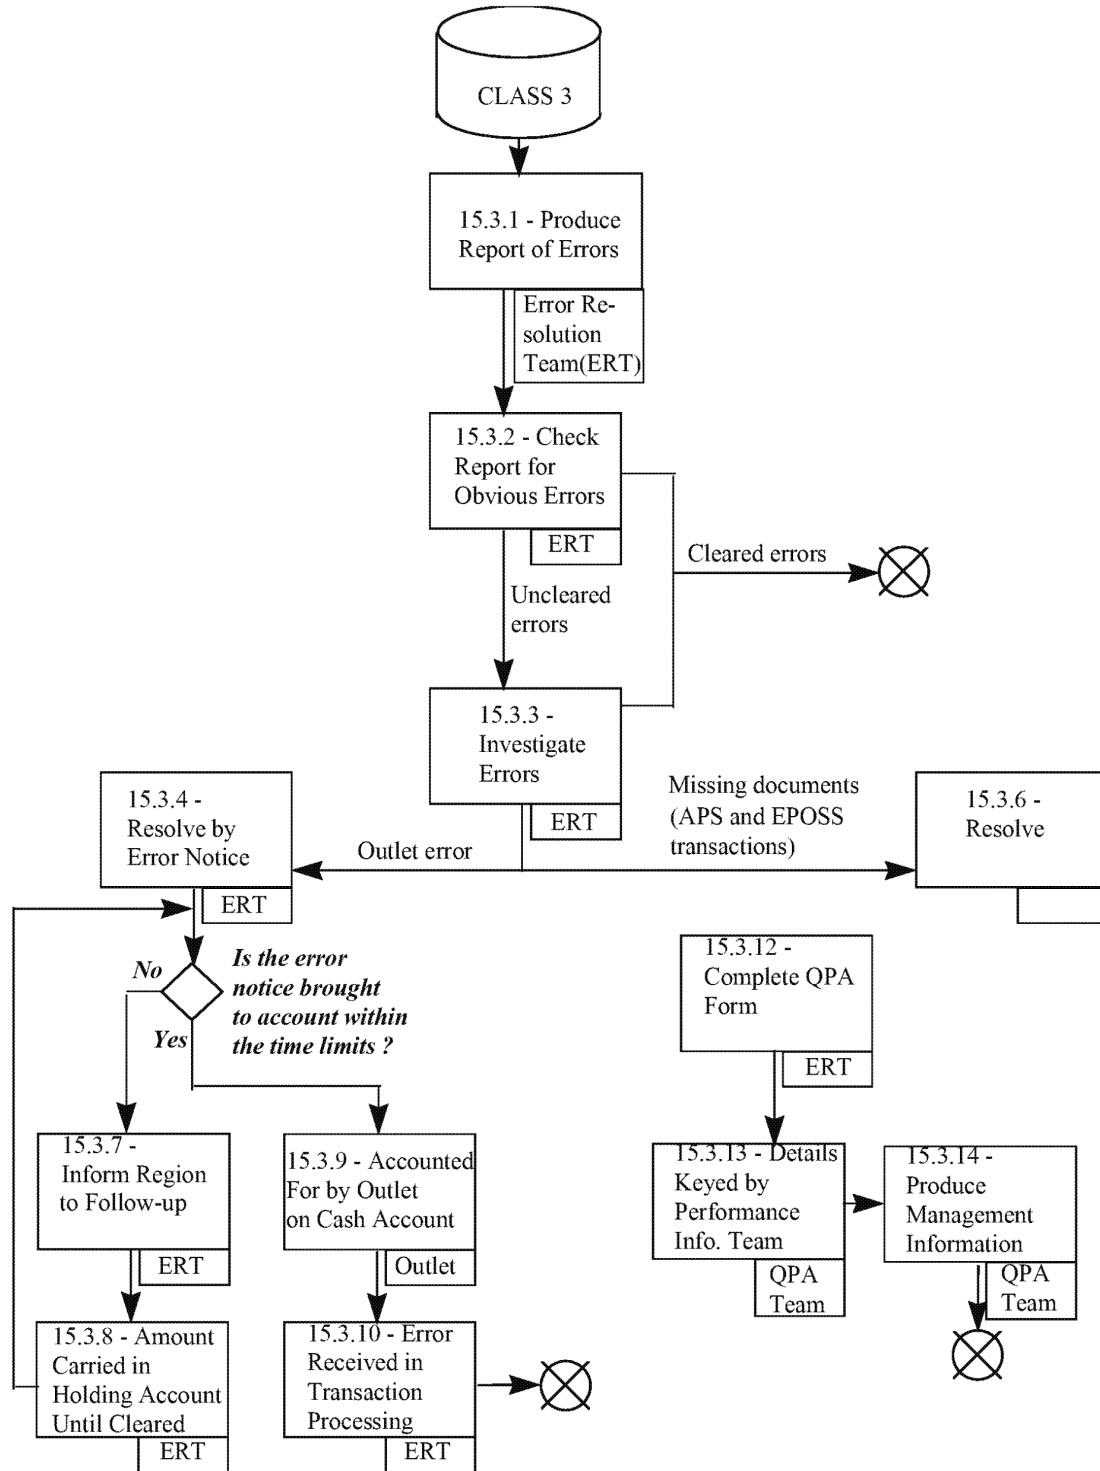 CLASS 3
15.3.1 - Produce
Report of Errors
Error Re-
solution
Team(ERT)
15.3.2 - Check
Report for
Obvious Errors
ERT
Cleared errors
Uncleared
errors
15.3.3 -
Investigate
Errors
ERT
15.3.4 -
Resolve by
Error Notice
ERT
Outlet error
Missing documents
(APS and EPOSS
transactions)
15.3.6 -
Resolve
No
Yes
Is the error
notice brought
to account within
the time limits ?
15.3.12 -
Complete QPA
Form
ERT
15.3.7 -
Inform Region
to Follow-up
ERT
15.3.9 - Accounted
For by Outlet
on Cash Account
Outlet
15.3.13 - Details
Keyed by
Performance
Info. Team
QPA
Team
15.3.14 -
Produce
Management
Information
QPA
Team
15.3.8 - Amount
Carried in
Holding Account
Until Cleared
ERT
15.3.10 - Error
Received in
Transaction
Processing
ERT